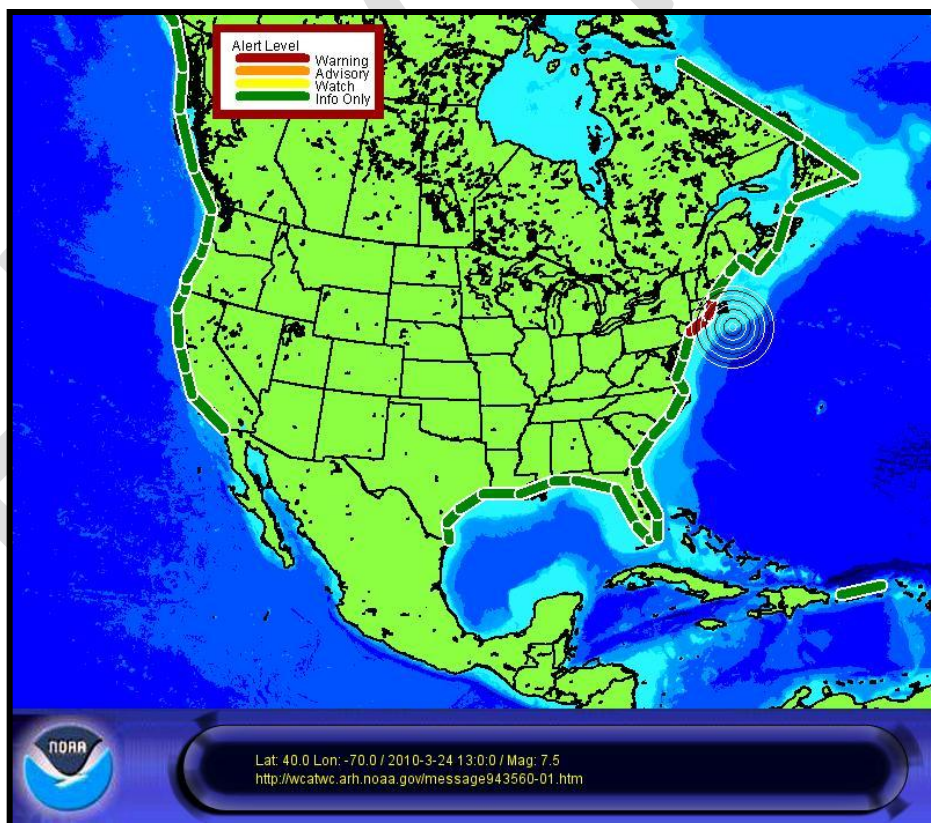 Alert Level
Warning
Advisory
Watch
Info Only
NOAA
Lat: 40.0 Lon: -70.0 / 2010-3-24 13:0:0 / Mag: 7.5
http://wcatwc.arh.noaa.gov/message943560-01.htm